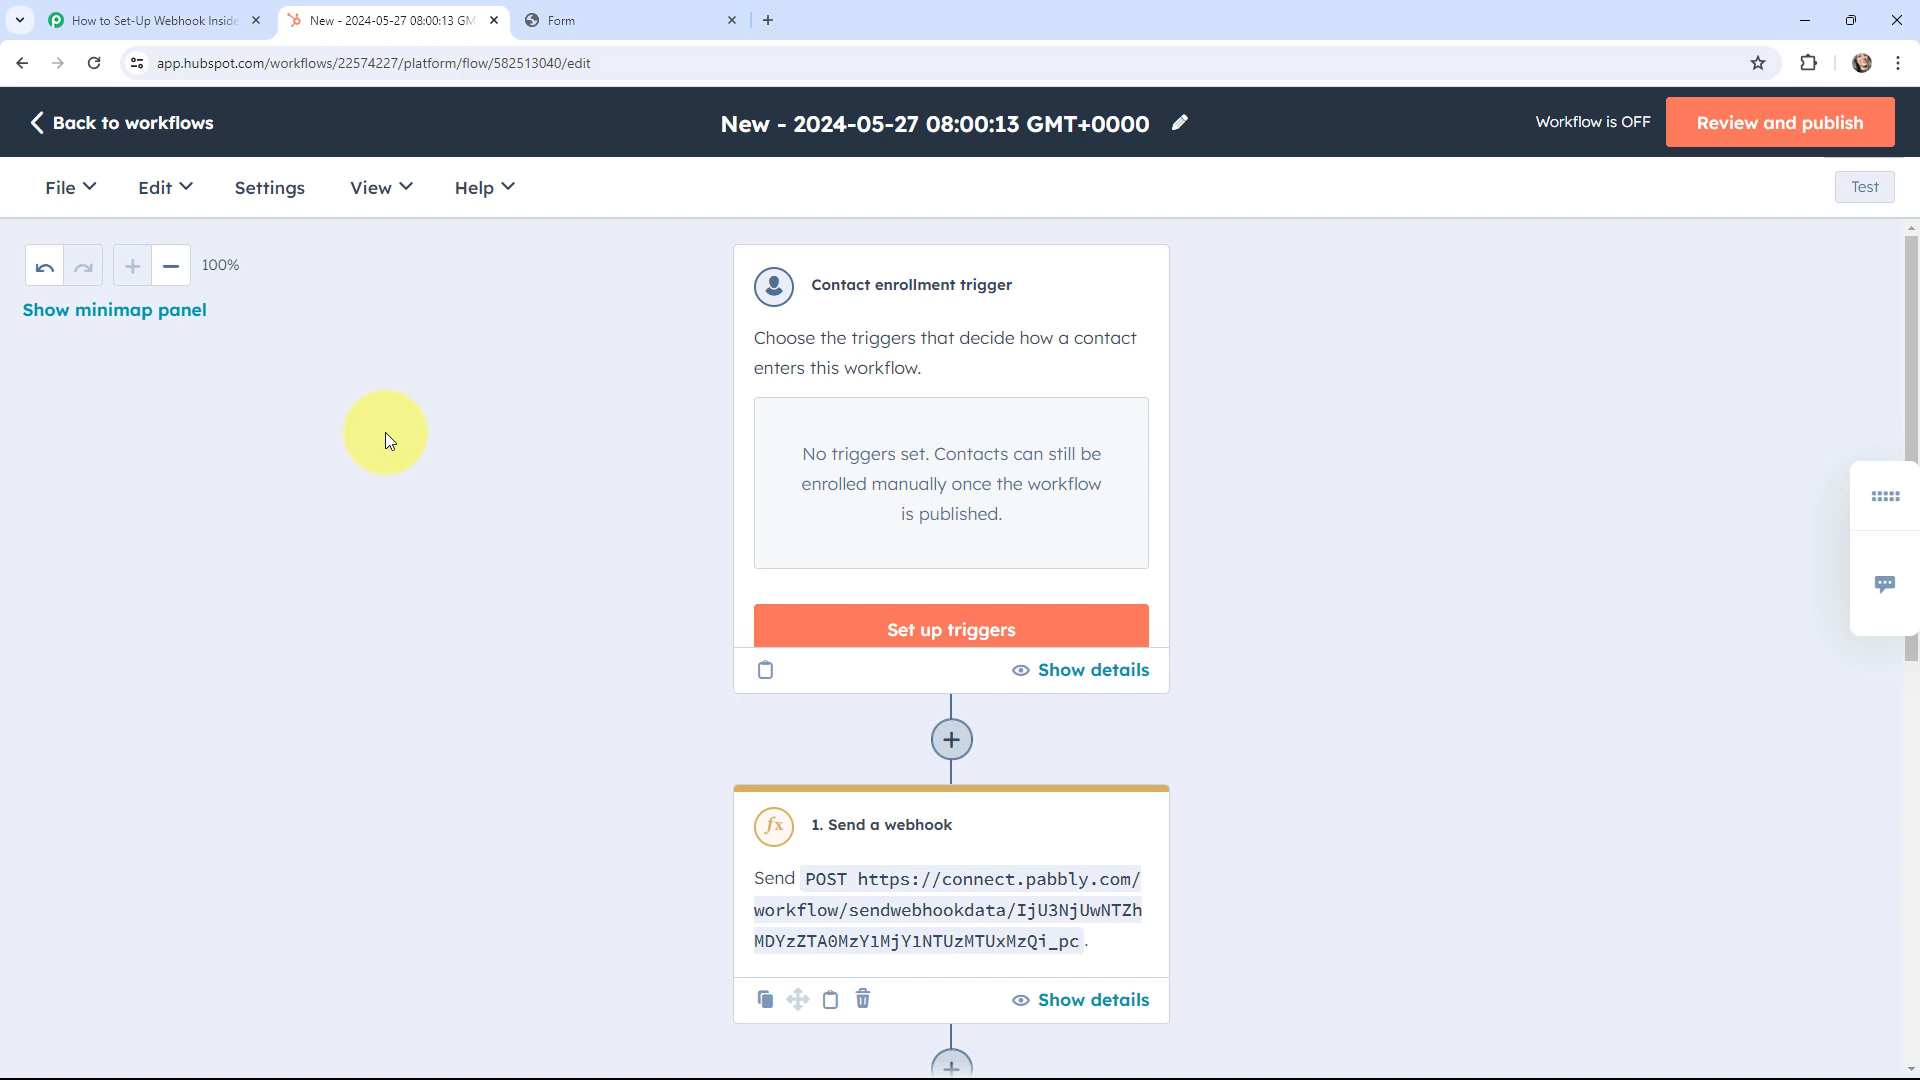 How to Set-Up Webhook Inside
New - 2024-05-27 08:00:13 GM
Form
app.hubspot.com/workflows/22574227/platform/flow/582513040/edit
Back to workflows
New - 2024-05-27 08:00:13 GMT+0000
Workflow is OFF
Review and publish
File
Edit
Settings
View
Help
Test
100%
Show minimap panel
Contact enrollment trigger
Choose the triggers that decide how a contact
enters this workflow.
No triggers set. Contacts can still be
enrolled manually once the workflow
is published.
Set up triggers
Show details
fx
1. Send a webhook
Send POST https://connect.pabbly.com/
workflow/sendwebhookdata/IjU3NjUwNTZh
MDYzZTA0MzY1MjY1NTUzMTUxMzQi_pc.
Show details